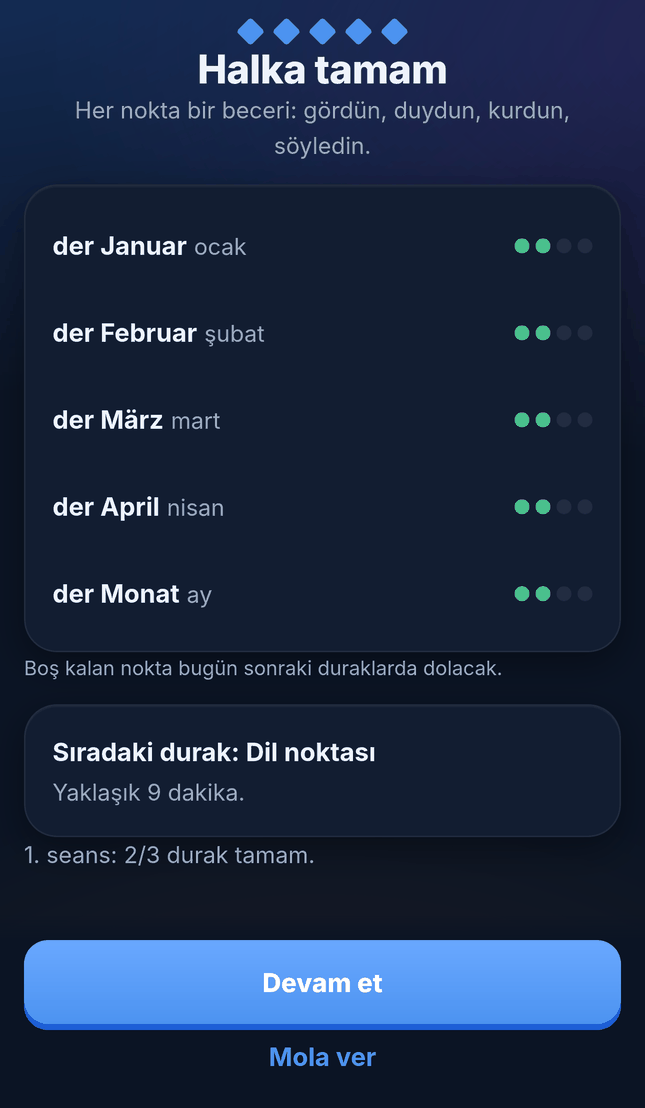 Halka tamam
Her nokta bir beceri: gördün, duydun, kurdun,
söyledin.
der Januar ocak
der Februar şubat
der März mart
der April nisan
der Monat ay
Boş kalan nokta bugün sonraki duraklarda dolacak.
Sıradaki durak: Dil noktası
Yaklaşık 9 dakika.
1. seans: 2/3 durak tamam.
Devam et
Mola ver